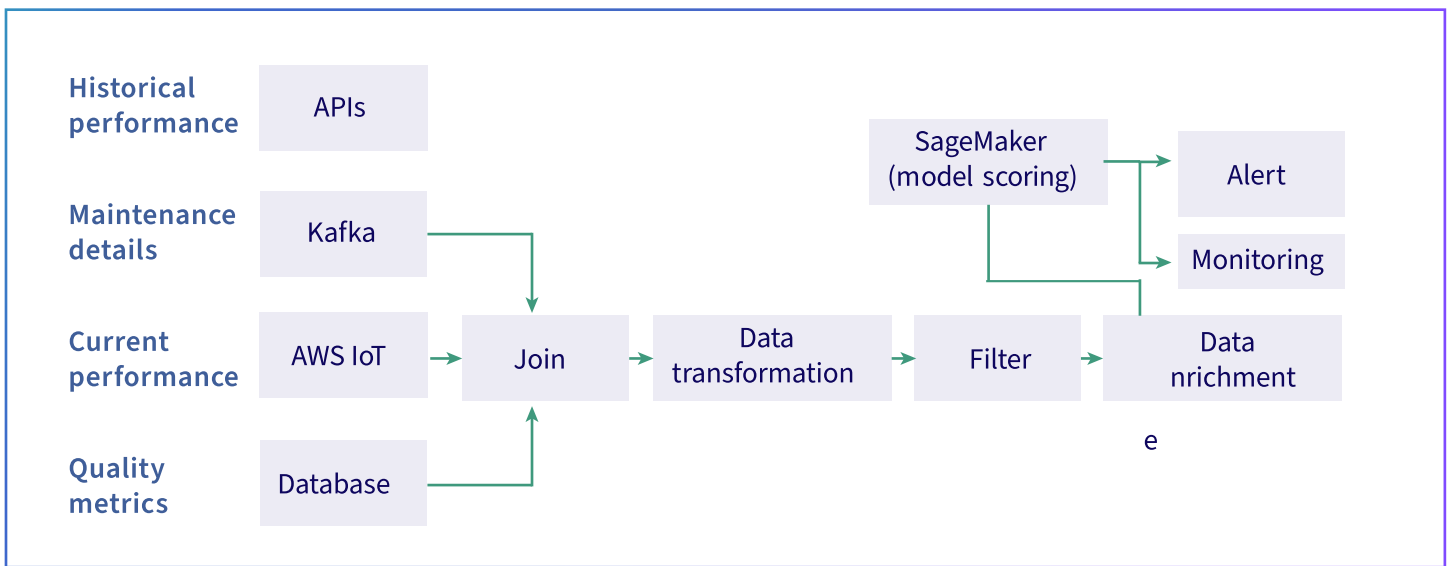 Historical
performance
APIs
Maintenance
details
Kafka
Current
performance
AWS IoT
Quality
metrics
Database
Join
Data
transformation
Filter
Data
nrichment
e
SageMaker
(model scoring)
Alert
Monitoring